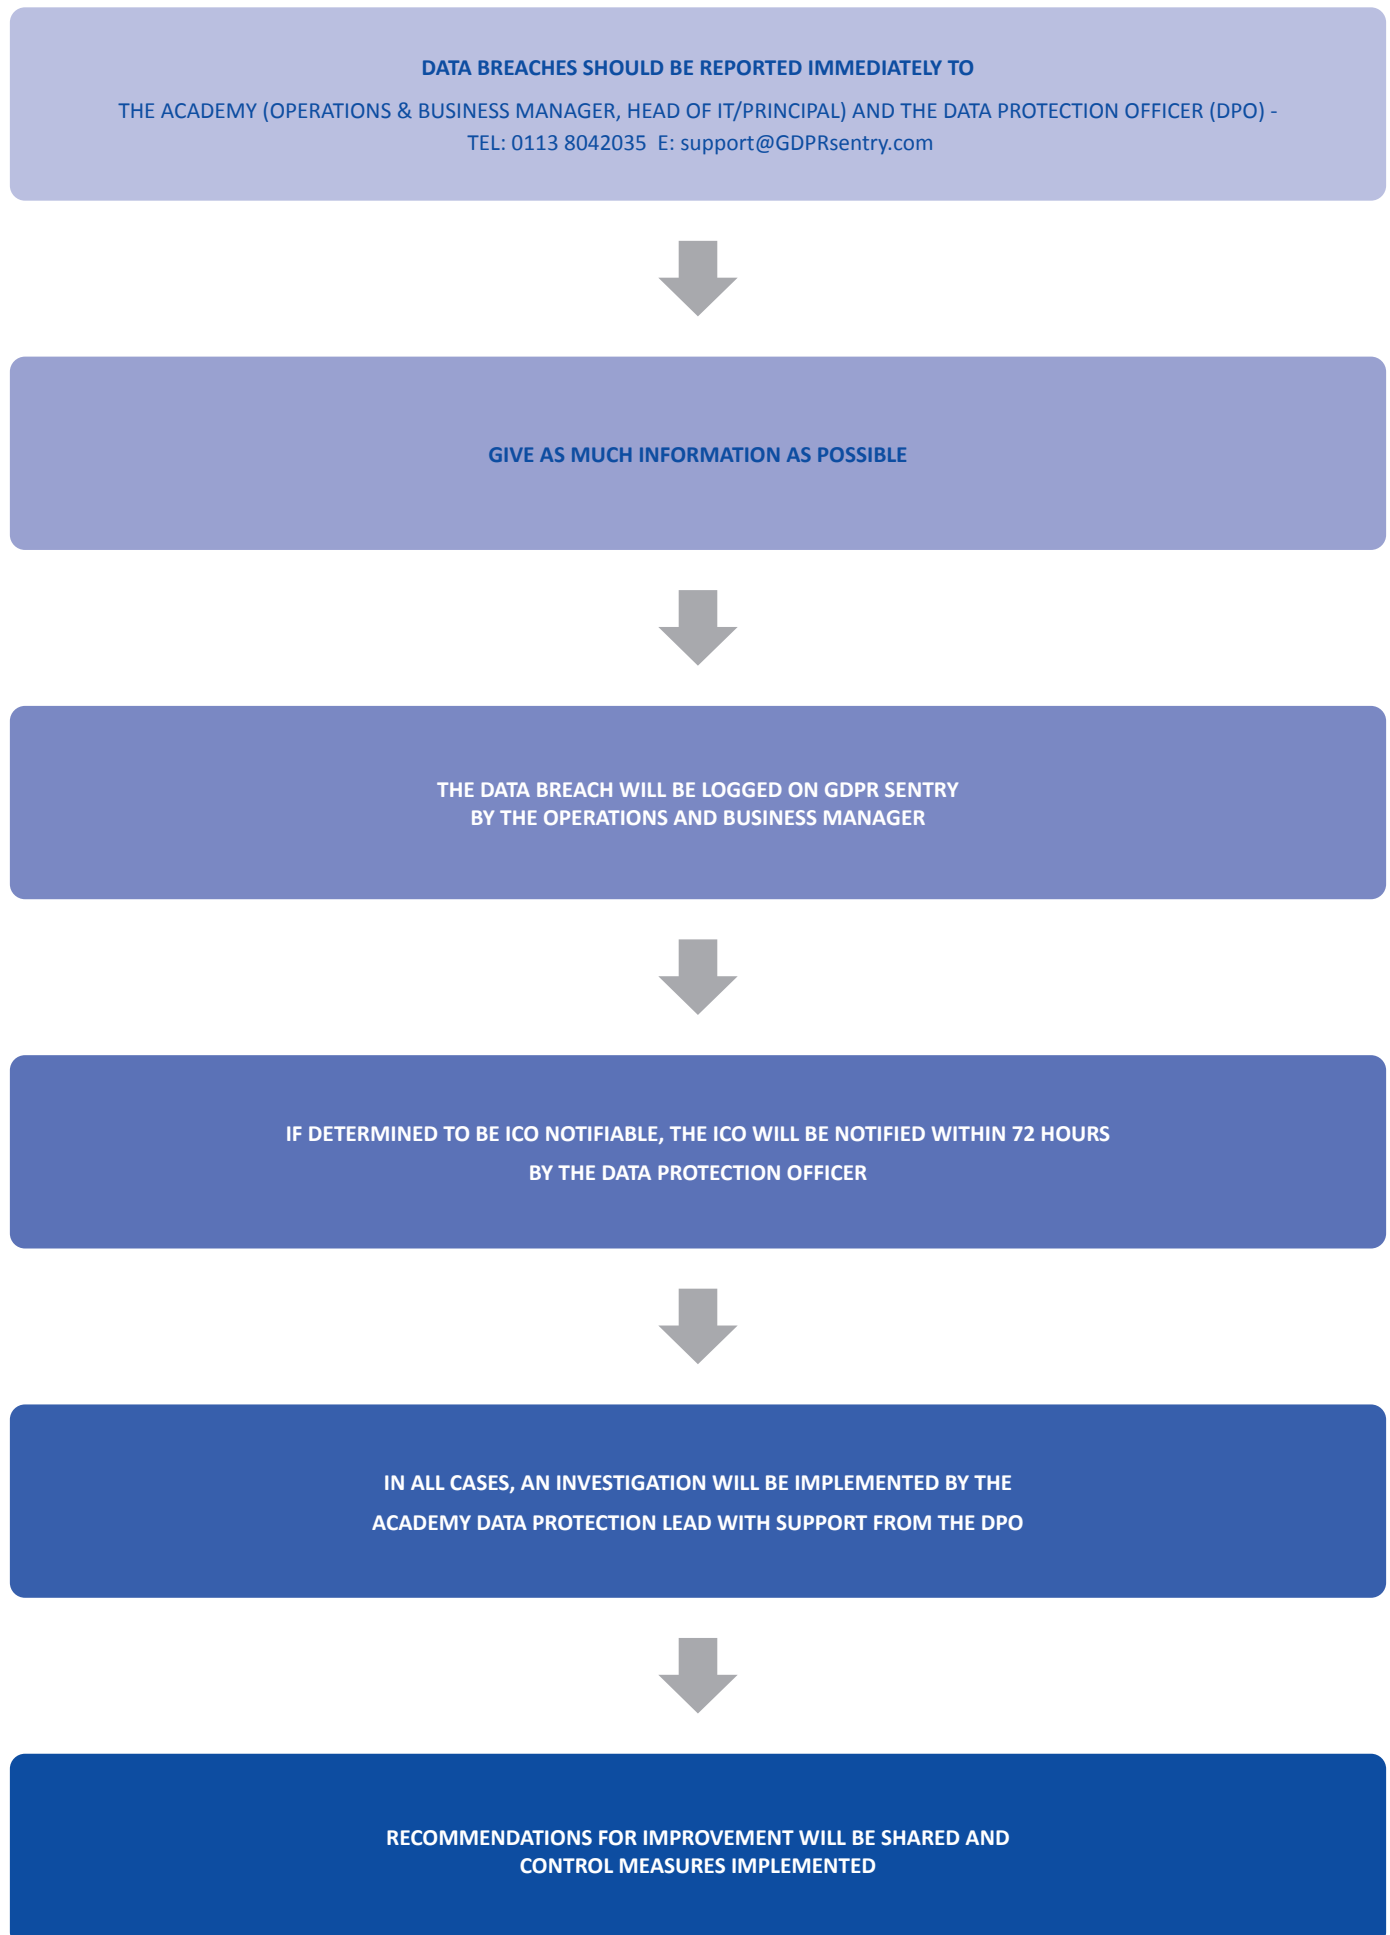 DATA BREACHES SHOULD BE REPORTED IMMEDIATELY TO
THE ACADEMY (OPERATIONS & BUSINESS MANAGER, HEAD OF IT/PRINCIPAL) AND THE DATA PROTECTION OFFICER (DPO) -
TEL: 0113 8042035 E: support@GDPRsentry.com
GIVE AS MUCH INFORMATION AS POSSIBLE
THE DATA BREACH WILL BE LOGGED ON GDPR SENTRY
BY THE OPERATIONS AND BUSINESS MANAGER
IF DETERMINED TO BE ICO NOTIFIABLE, THE ICO WILL BE NOTIFIED WITHIN 72 HOURS
BY THE DATA PROTECTION OFFICER
IN ALL CASES, AN INVESTIGATION WILL BE IMPLEMENTED BY THE
ACADEMY DATA PROTECTION LEAD WITH SUPPORT FROM THE DPO
RECOMMENDATIONS FOR IMPROVEMENT WILL BE SHARED AND
CONTROL MEASURES IMPLEMENTED